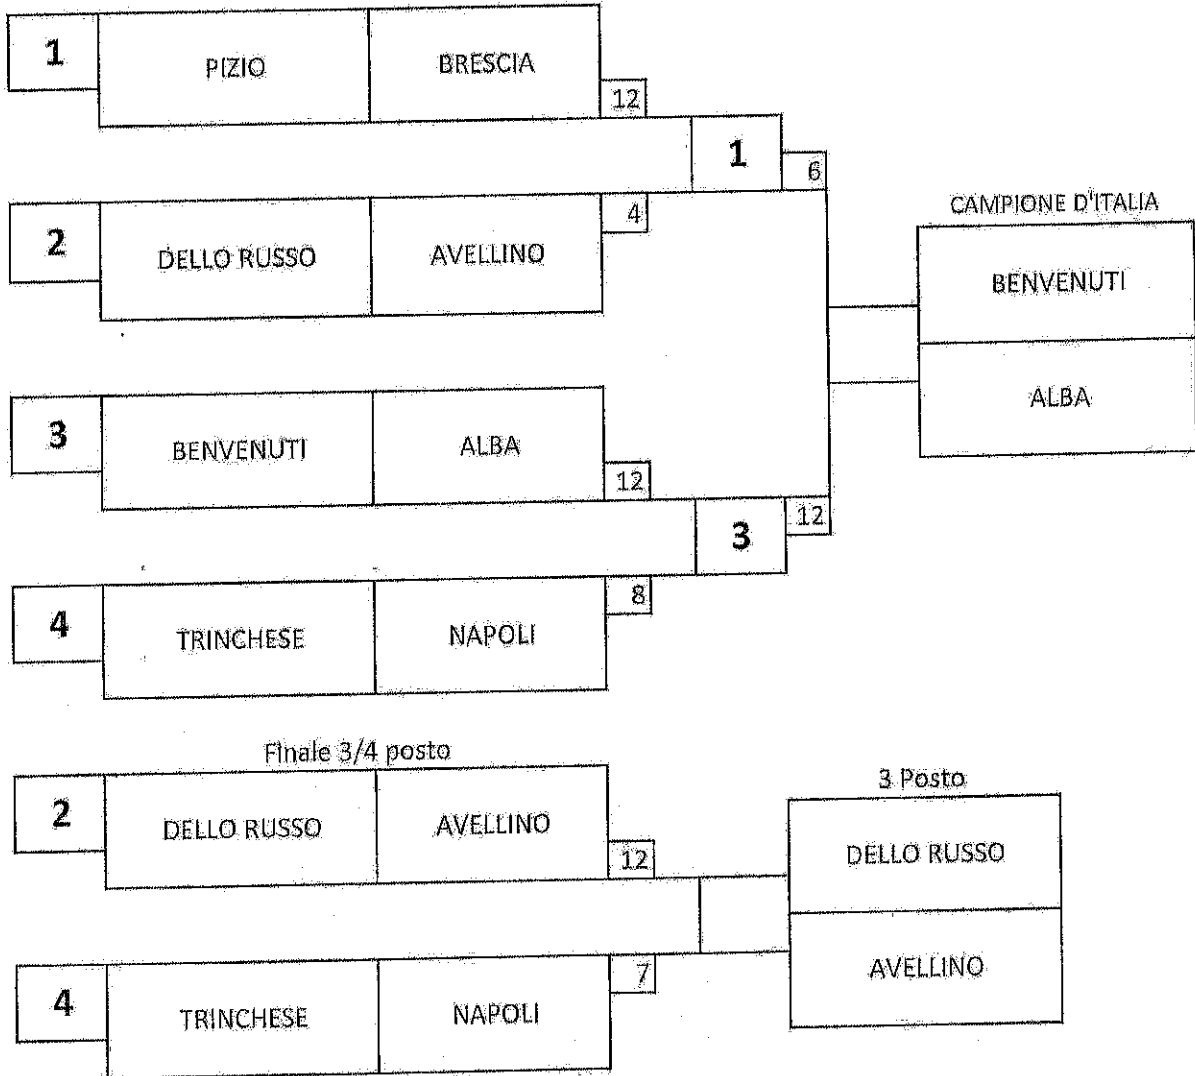 1 PIZIO BRESCIA
12
1
6
2 DELLO RUSSO AVELLINO
4
CAMPIONE D'ITALIA
BENVENUTI
ALBA
3 BENVENUTI ALBA
12
3
12
4 TRINCHESE NAPOLI
8
Finale 3/4 posto
2 DELLO RUSSO AVELLINO
12
3 Posto
DELLO RUSSO
AVELLINO
4 TRINCHESE NAPOLI
7